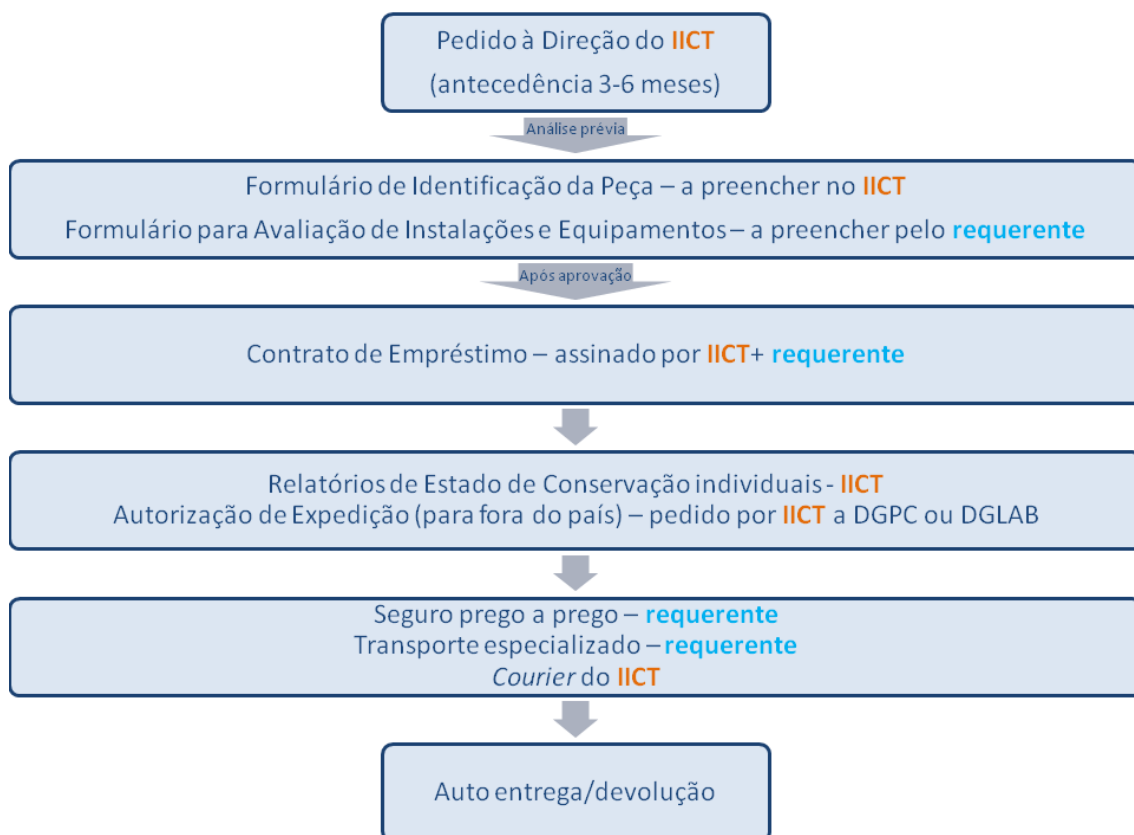 Pedido à Direção do IICT
(antecedência 3-6 meses)
Análise prévia
Formulário de Identificação da Peça – a preencher no IICT
Formulário para Avaliação de Instalações e Equipamentos – a preencher pelo requerente
Após aprovação
Contrato de Empréstimo – assinado por IICT+ requerente
Relatórios de Estado de Conservação individuais - IICT
Autorização de Expedição (para fora do país) – pedido por IICT a DGPC ou DGLAB
Seguro prego a prego – requerente
Transporte especializado – requerente
Courier do IICT
Auto entrega/devolução